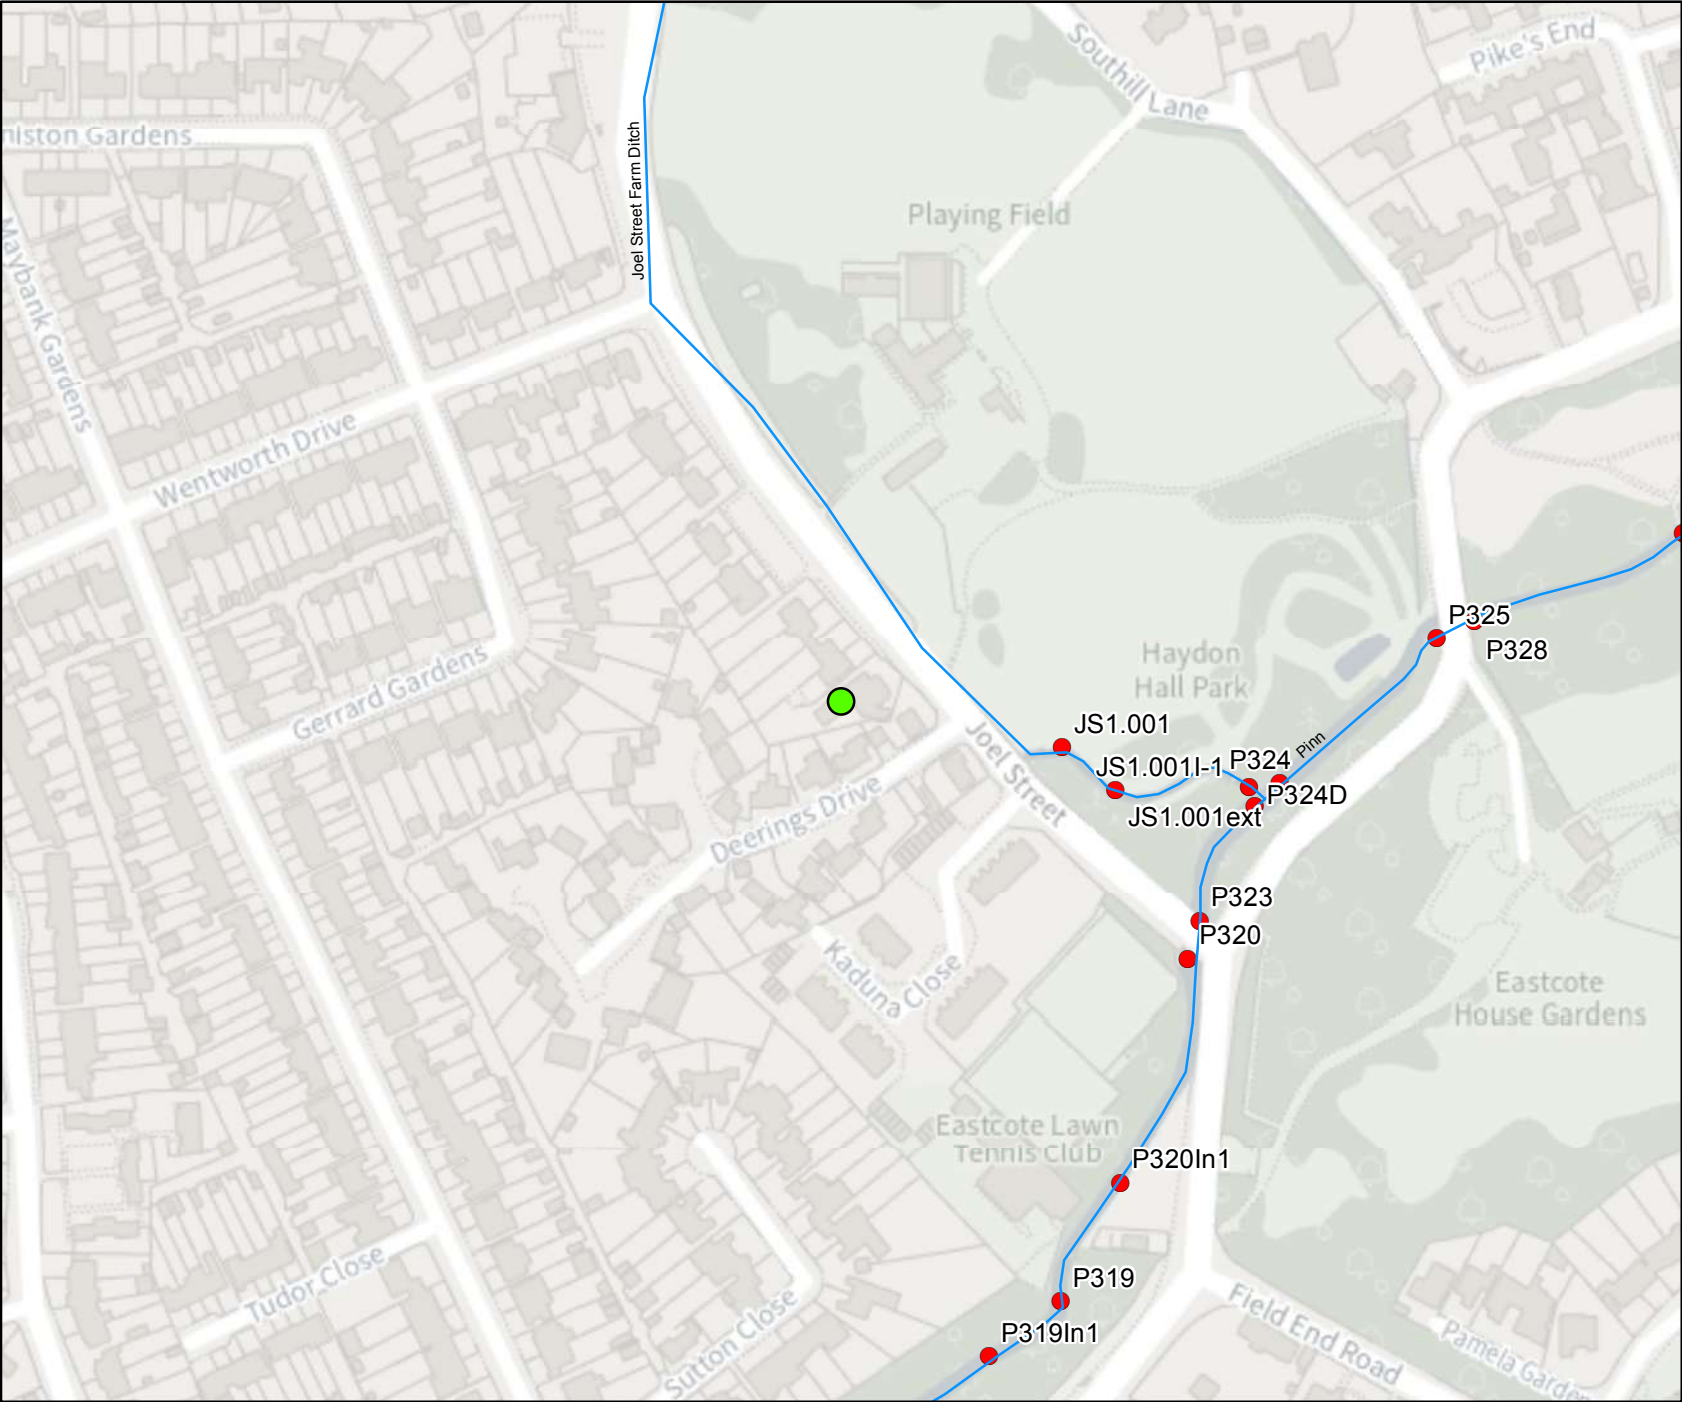 Southill Lane
Pike's End
niston Gardens
Joel Street Farm Ditch
Playing Field
Maybank Gardens
Wentworth Drive
P325
P328
Haydon
Hall Park
Gerrard Gardens
JS1.001
Joel Street
Pinn
JS1.001I-1
P324
P324D
JS1.001ext
Deerings Drive
P323
P320
Kaduna Close
Eastcote
House Gardens
Eastcote Lawn
Tennis Club
P320In1
Tudor Close
P319
Sutton Close
P319In1
Field End Road
Pamela Garden